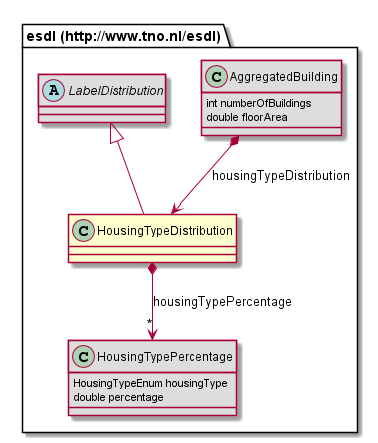 esdl (http://www.tno.nl/esdl)
A LabelDistribution
C AggregatedBuilding
int numberOfBuildings
double floorArea
housingTypeDistribution
C HousingTypeDistribution
housingTypePercentage
*
C HousingTypePercentage
HousingTypeEnum housingType
double percentage